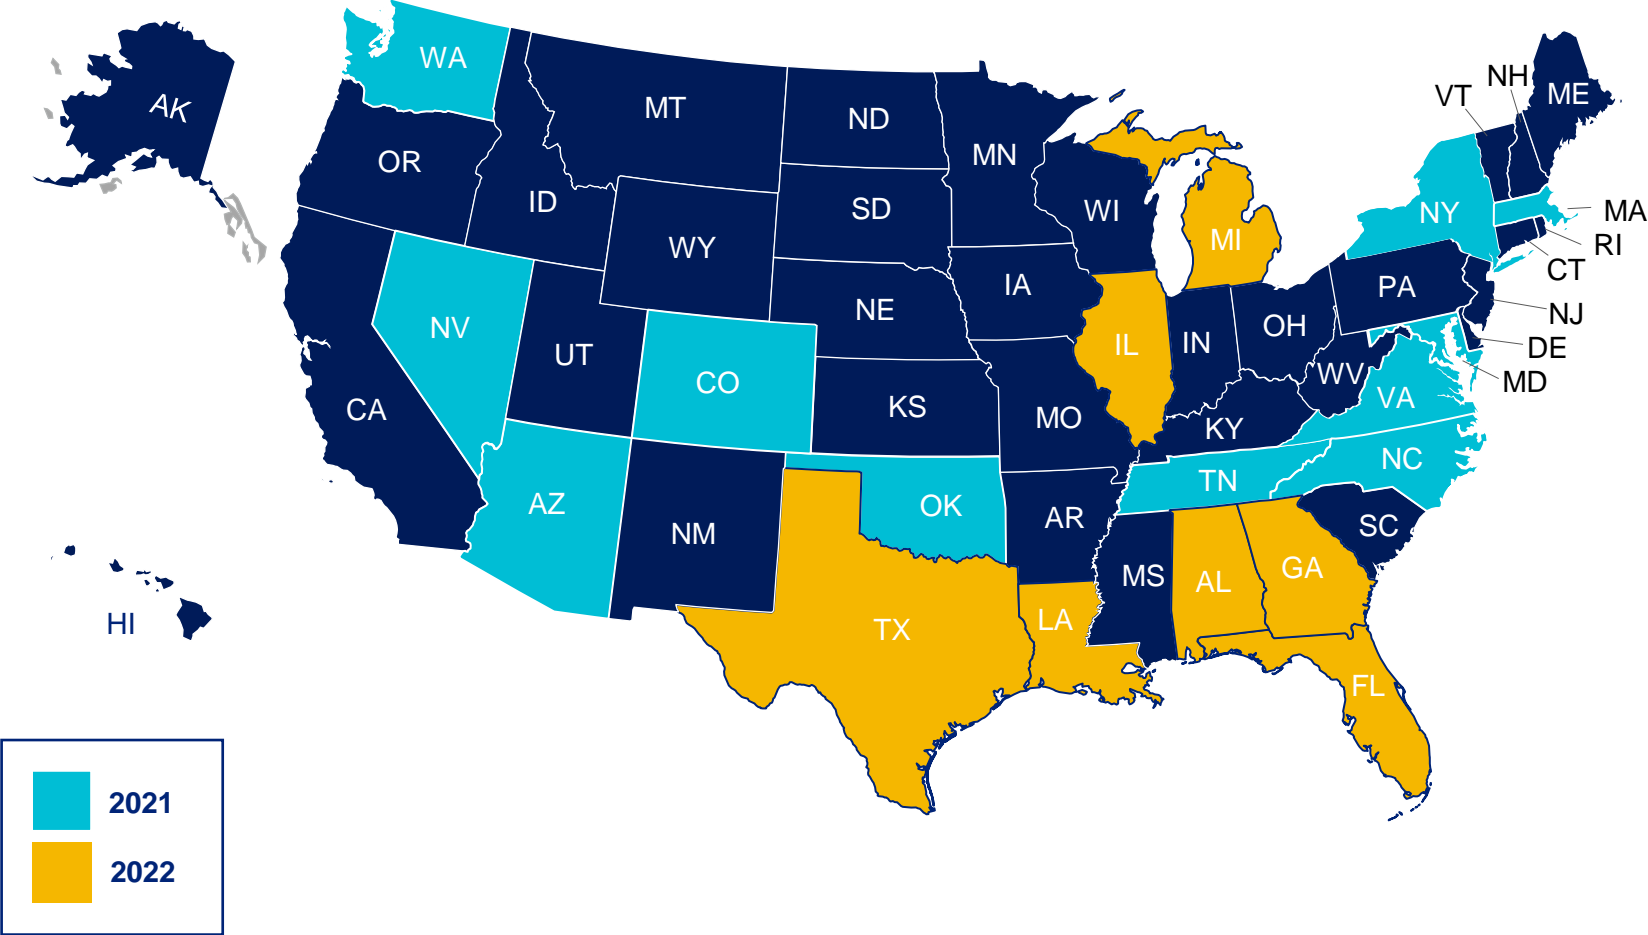 WA
AK
MT
ND
MN
VT
NH
ME
OR
ID
SD
WI
NY
MA
WY
MI
RI
CT
IA
PA
NE
NJ
NV
UT
IL
IN
OH
DE
CO
WV
MD
CA
KS
MO
KY
VA
NC
TN
AZ
OK
AR
SC
NM
MS
AL
GA
HI
TX
LA
FL
2021
2022